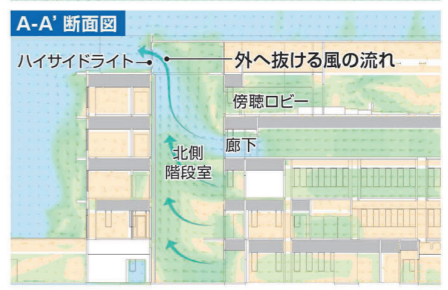 A-A' 断面図
ハイサイドライト
外へ抜ける風の流れ
傍聴ロビー
北側
階段室
廊下